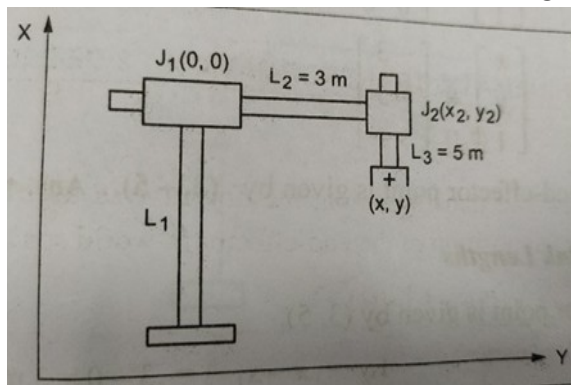 X
J1(0, 0)
L2 = 3 m
J2(x2, y2)
L3 = 5 m
+
(x, y)
L1
Y